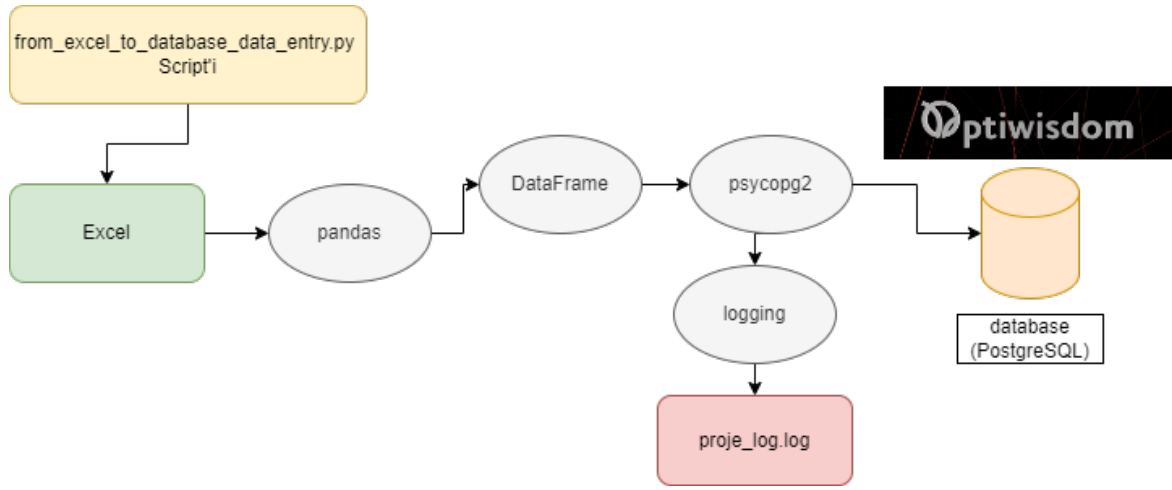 from_excel_to_database_data_entry.py
Script'i
Optiwisdom
Excel
pandas
DataFrame
psycopg2
logging
database
(PostgreSQL)
proje_log.log